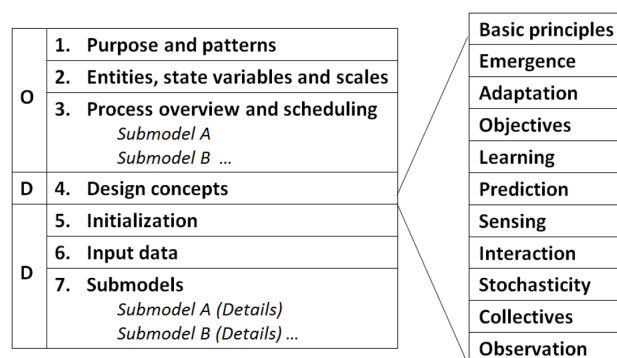 O
1. Purpose and patterns
2. Entities, state variables and scales
3. Process overview and scheduling
Submodel A
Submodel B ...
D
4. Design concepts
D
5. Initialization
6. Input data
7. Submodels
Submodel A (Details)
Submodel B (Details) ...
Basic principles
Emergence
Adaptation
Objectives
Learning
Prediction
Sensing
Interaction
Stochasticity
Collectives
Observation